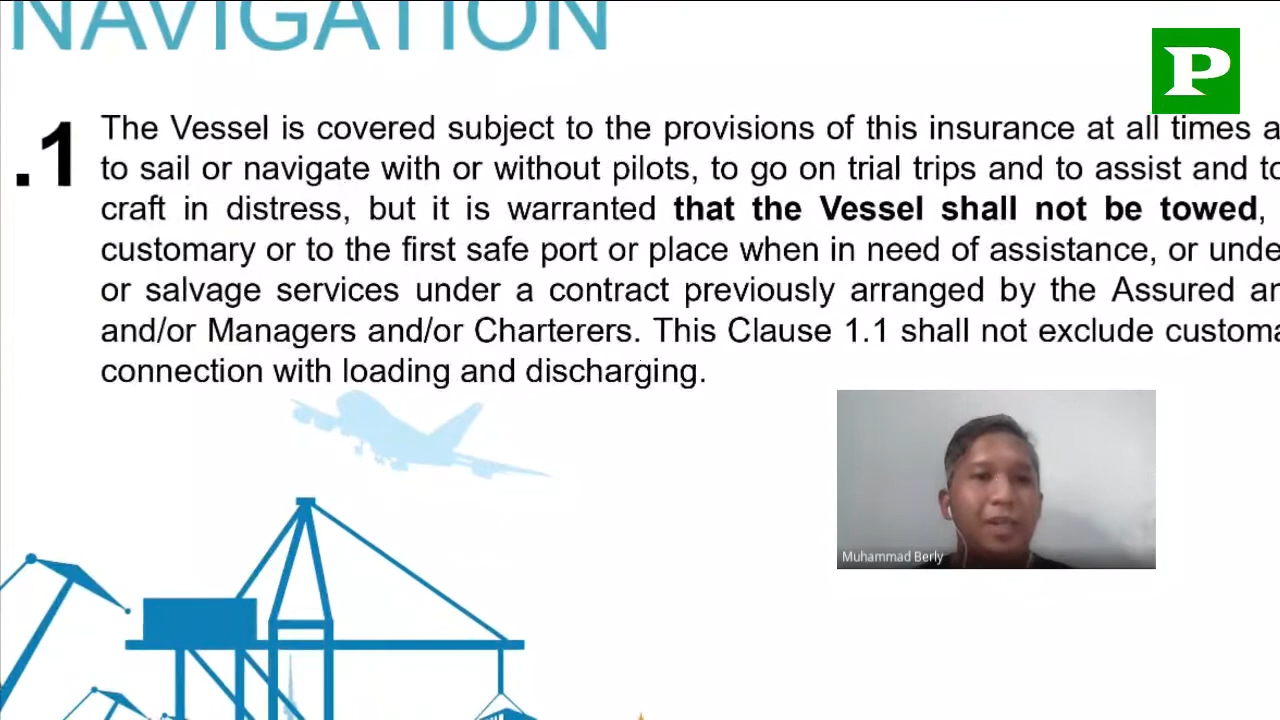 NAVIGATION
P
.1
The Vessel is covered subject to the provisions of this insurance at all times a
to sail or navigate with or without pilots, to go on trial trips and to assist and to
craft in distress, but it is warranted that the Vessel shall not be towed,
customary or to the first safe port or place when in need of assistance, or unde
or salvage services under a contract previously arranged by the Assured an
and/or Managers and/or Charterers. This Clause 1.1 shall not exclude customa
connection with loading and discharging.
Muhammad Berly